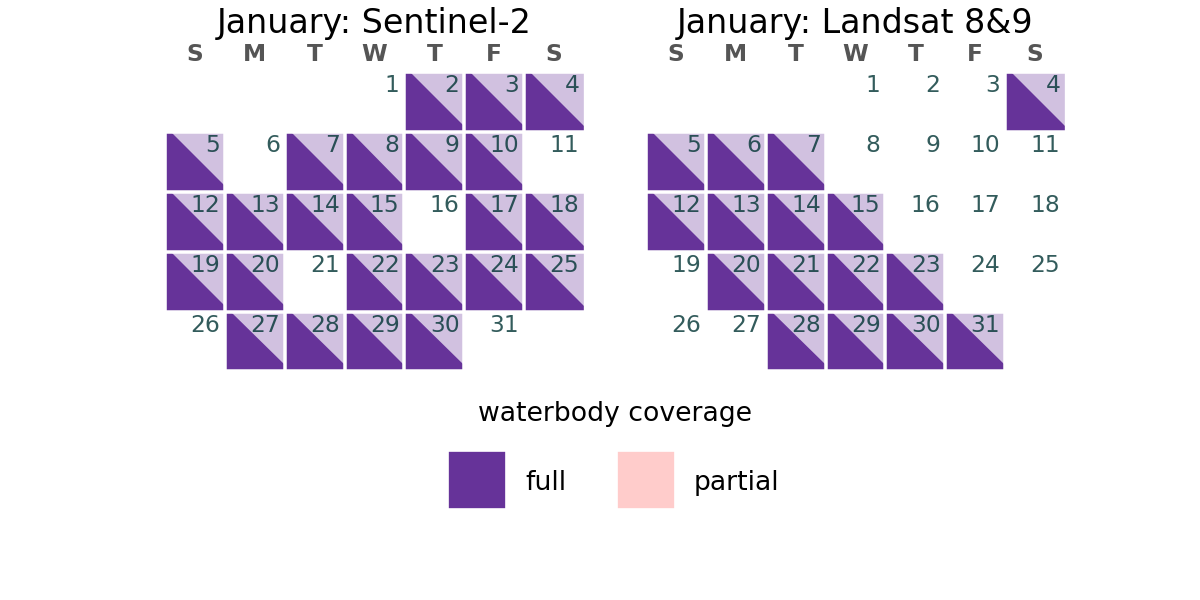 January: Sentinel-2
S M T W T F S
1 2 3 4
5 6 7 8 9 10 11
12 13 14 15 16 17 18
19 20 21 22 23 24 25
26 27 28 29 30 31
January: Landsat 8&9
S M T W T F S
1 2 3 4
5 6 7 8 9 10 11
12 13 14 15 16 17 18
19 20 21 22 23 24 25
26 27 28 29 30 31
waterbody coverage
full partial